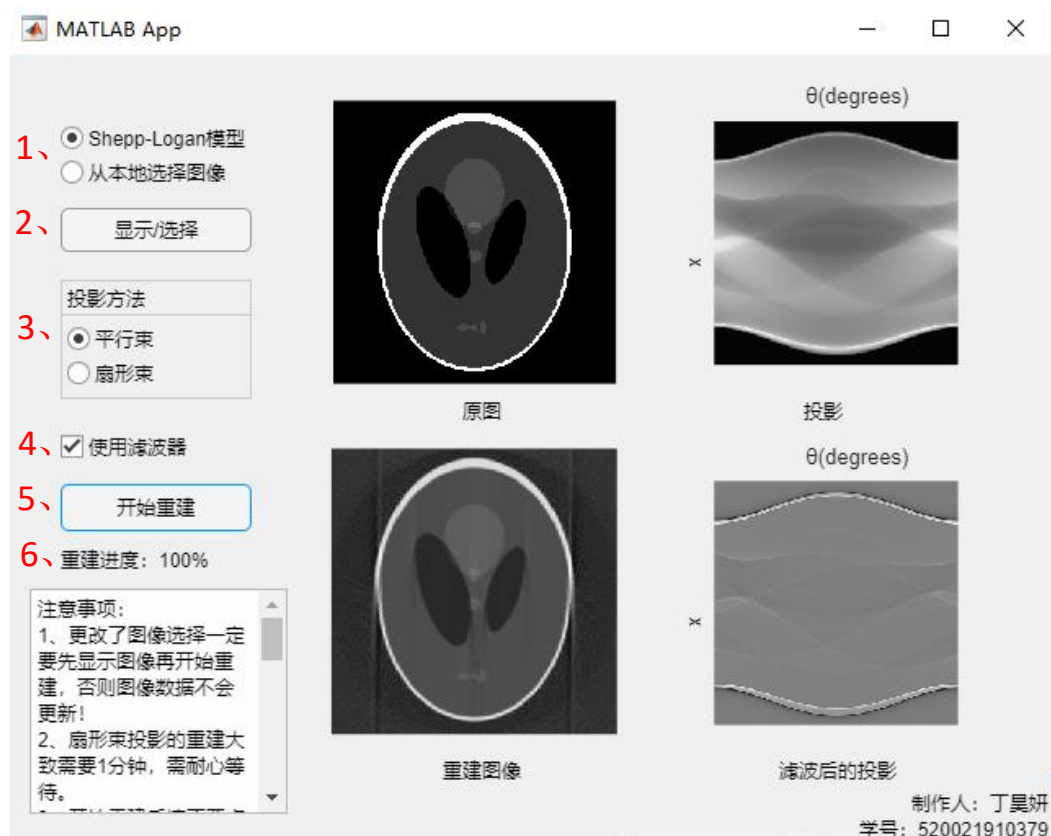 MATLAB App
1、
Shepp-Logan模型
从本地选择图像
2、
显示/选择
投影方法
3、
平行束
扇形束
4、
使用滤波器
5、
开始重建
6、
重建进度：100%
注意事项：
1、更改了图像选择一定
要先显示图像再开始重
建，否则图像数据不会
更新！
2、扇形束投影的重建大
致需要1分钟，需耐心等
待。
原图
θ(degrees)
x
投影
重建图像
θ(degrees)
x
滤波后的投影
制作人：丁昊妍
学号：520021910379